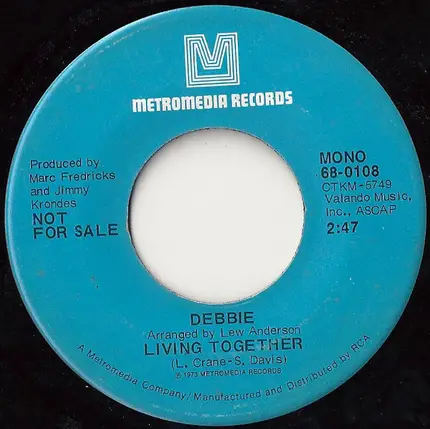 METROMEDIA RECORDS
Produced by
Marc Fredricks
and Jimmy
Krondes
NOT
FOR SALE
MONO
68-0108
CTKM-5749
Valando Music,
Inc., ASCAP
2:47
DEBBIE
Arranged by Lew Anderson
LIVING TOGETHER
(L. Crane-S. Davis)
℗ 1973 METROMEDIA RECORDS
A Metromedia Company/Manufactured and Distributed by RCA